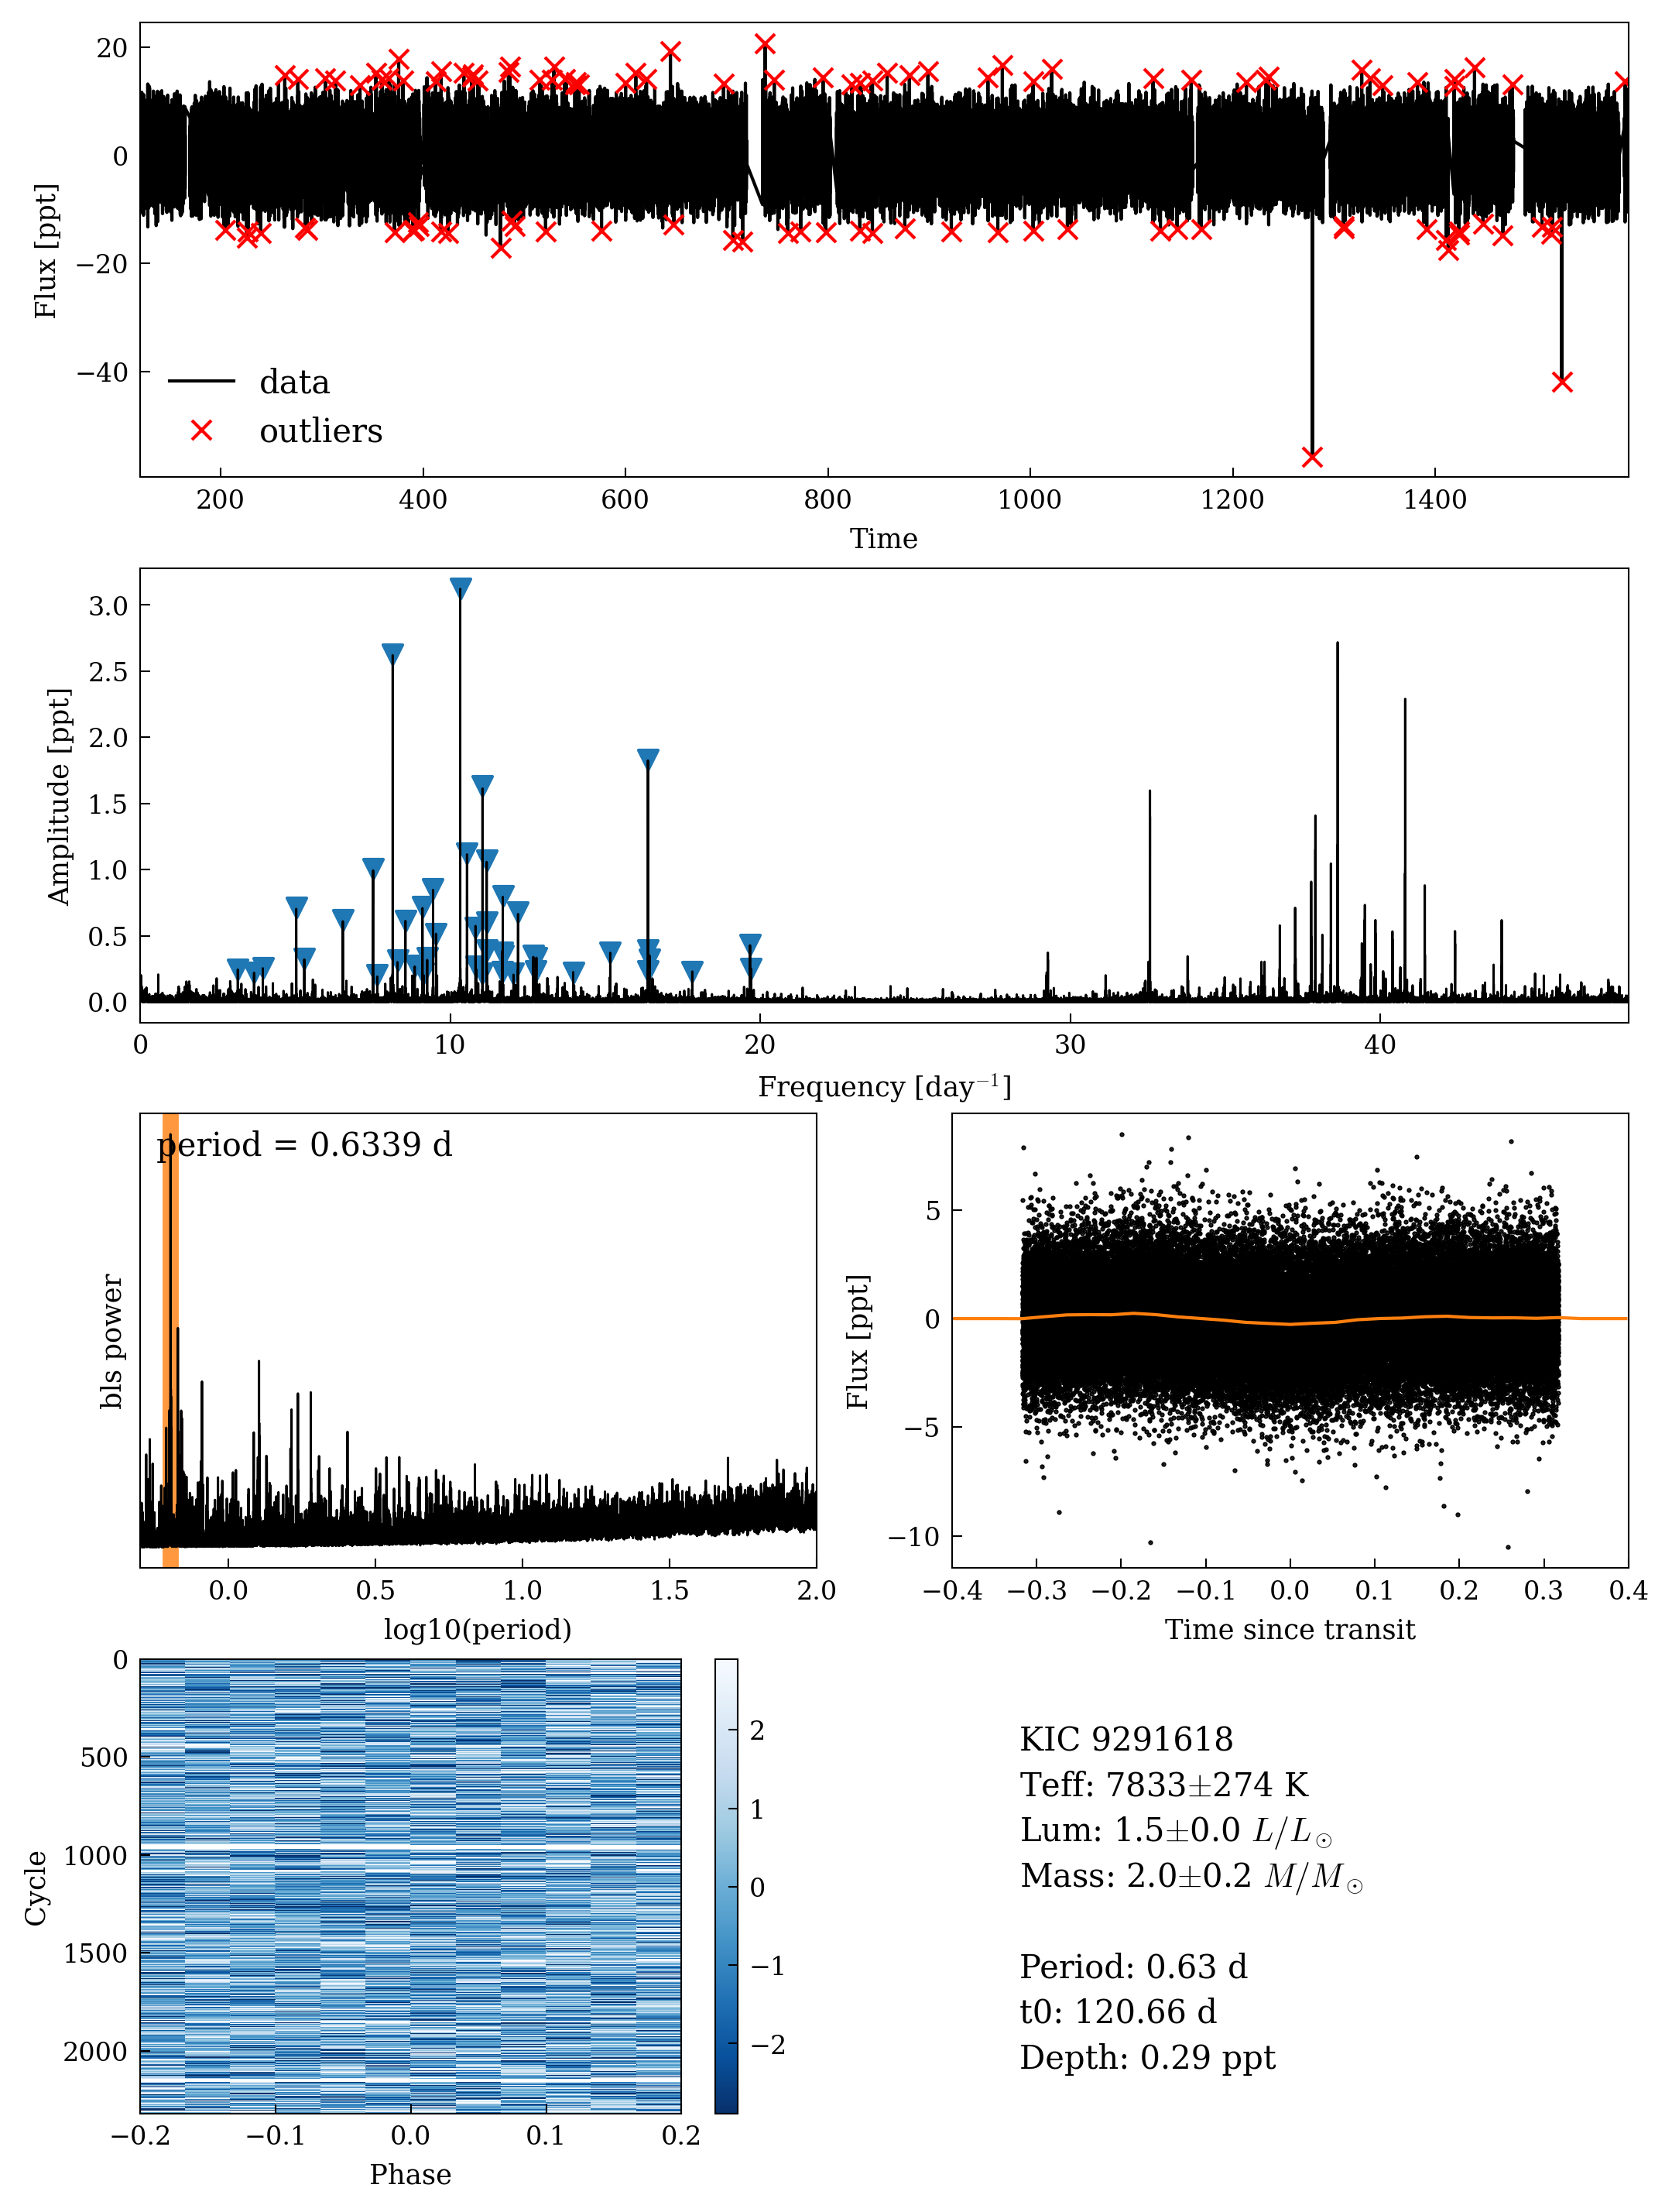 20
0
−20
−40
Flux [ppt]
data
outliers
200 400 600 800 1000 1200 1400
Time
3.0
2.5
2.0
1.5
1.0
0.5
0.0
Amplitude [ppt]
0 10 20 30 40
Frequency [day⁻¹]
period = 0.6339 d
bls power
0.0 0.5 1.0 1.5 2.0
log10(period)
5
0
−5
−10
Flux [ppt]
−0.4 −0.3 −0.2 −0.1 0.0 0.1 0.2 0.3 0.4
Time since transit
0
500
1000
1500
2000
Cycle
−0.2 −0.1 0.0 0.1 0.2
Phase
2
1
0
−1
−2
KIC 9291618
Teff: 7833±274 K
Lum: 1.5±0.0 L/L☉
Mass: 2.0±0.2 M/M☉
Period: 0.63 d
t0: 120.66 d
Depth: 0.29 ppt